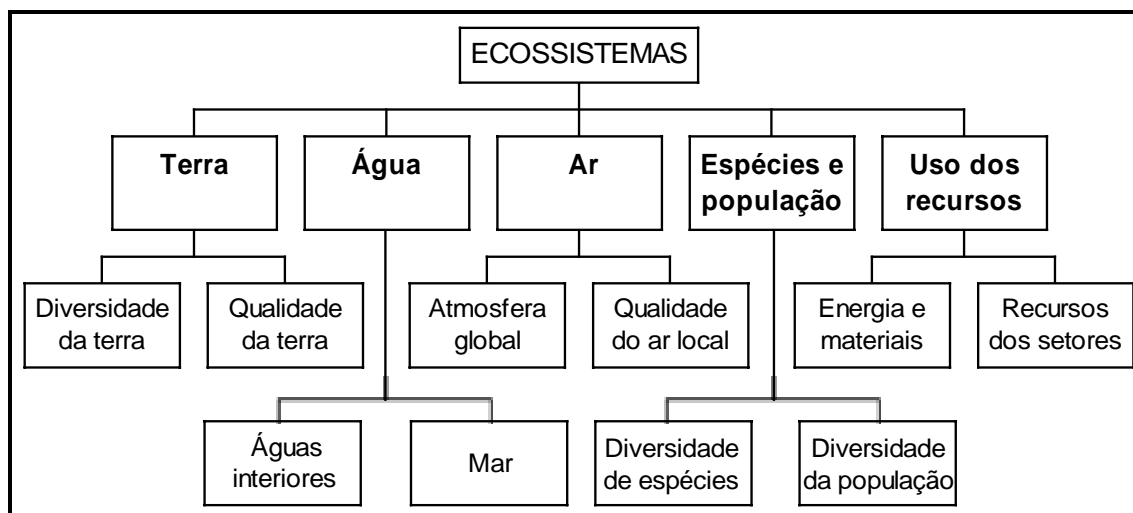 ECOSSISTEMAS
Terra
Água
Ar
Espécies e
população
Uso dos
recursos
Diversidade
da terra
Qualidade
da terra
Atmosfera
global
Qualidade
do ar local
Energia e
materiais
Recursos
dos setores
Águas
interiores
Mar
Diversidade
de espécies
Diversidade
da população